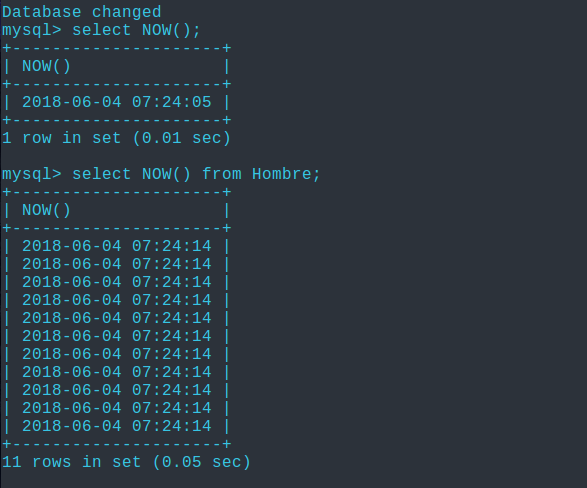 Database changed
mysql> select NOW();
+---------------------+
| NOW()               |
+---------------------+
| 2018-06-04 07:24:05 |
+---------------------+
1 row in set (0.01 sec)

mysql> select NOW() from Hombre;
+---------------------+
| NOW()               |
+---------------------+
| 2018-06-04 07:24:14 |
| 2018-06-04 07:24:14 |
| 2018-06-04 07:24:14 |
| 2018-06-04 07:24:14 |
| 2018-06-04 07:24:14 |
| 2018-06-04 07:24:14 |
| 2018-06-04 07:24:14 |
| 2018-06-04 07:24:14 |
| 2018-06-04 07:24:14 |
| 2018-06-04 07:24:14 |
| 2018-06-04 07:24:14 |
+---------------------+
11 rows in set (0.05 sec)